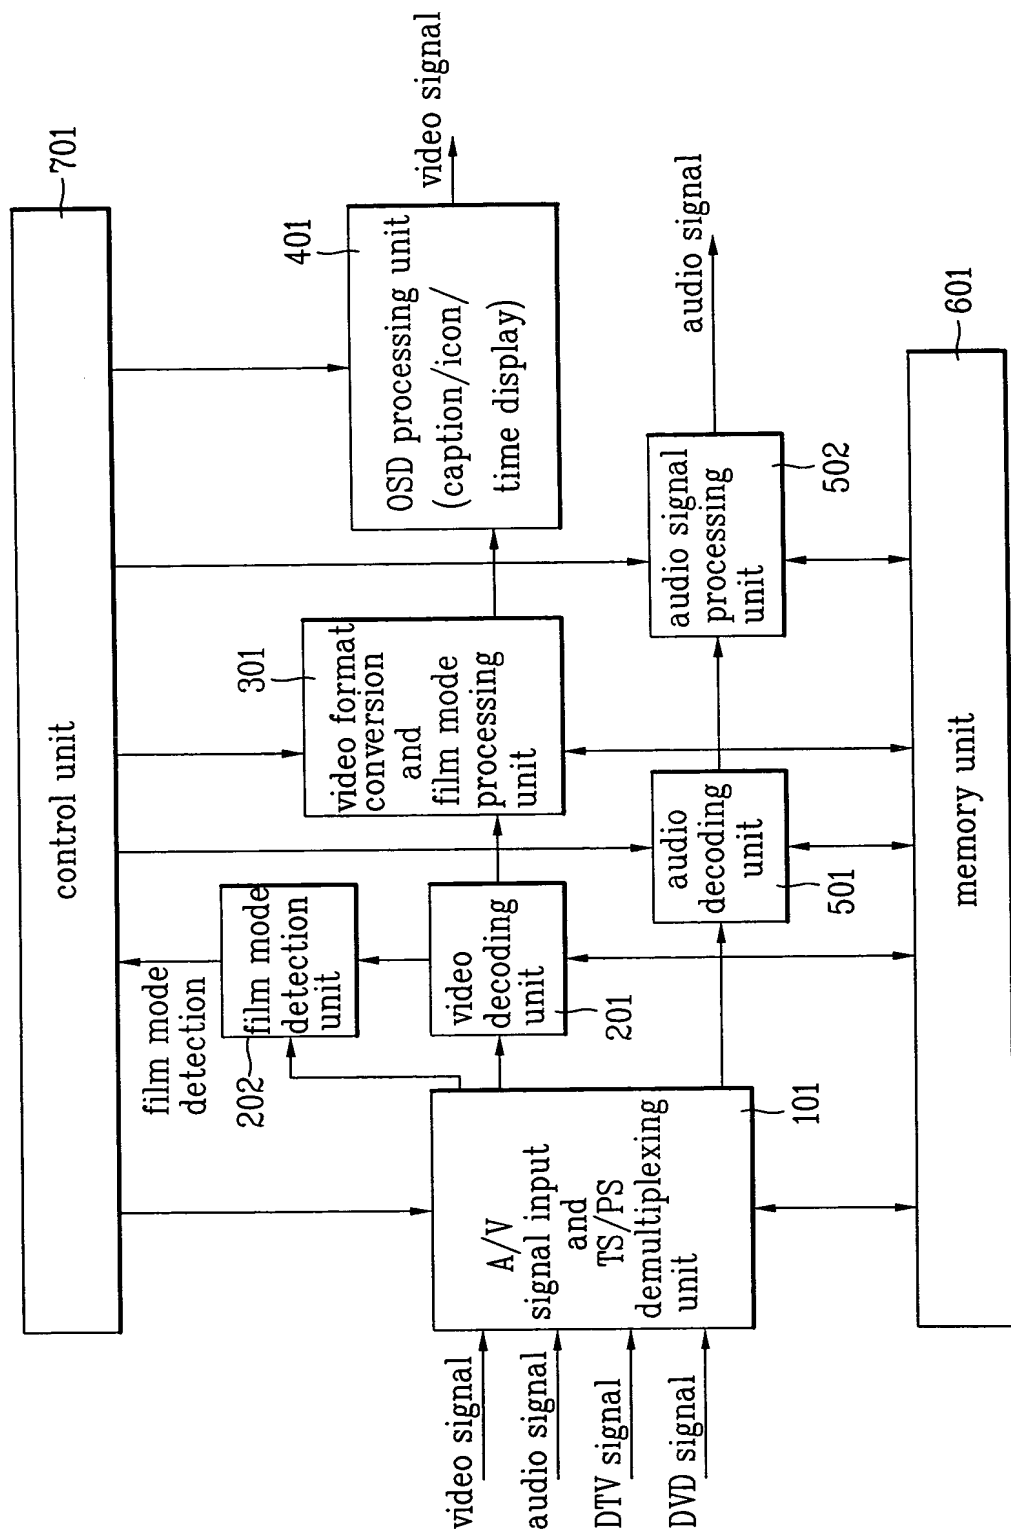 701
control unit
film mode
detection
202
film mode
detection
unit
301
video format
conversion
and
film mode
processing
unit
401
OSD processing unit
(caption/icon/
time display)
video signal
video
decoding
unit
201
video signal
audio signal
DTV signal
DVD signal
A/V
signal input
and
TS/PS
demultiplexing
unit
101
audio
decoding
unit
501
audio signal
processing
unit
502
audio signal
memory unit
601